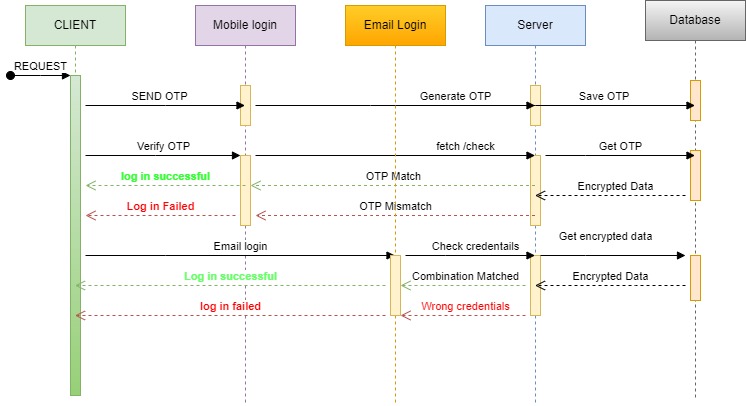 CLIENT
Mobile login
Email Login
Server
Database
REQUEST
SEND OTP
Generate OTP
Save OTP
Verify OTP
fetch /check
Get OTP
log in successful
OTP Match
Encrypted Data
Log in Failed
OTP Mismatch
Email login
Check credentails
Get encrypted data
Log in successful
Combination Matched
Encrypted Data
log in failed
Wrong credentials